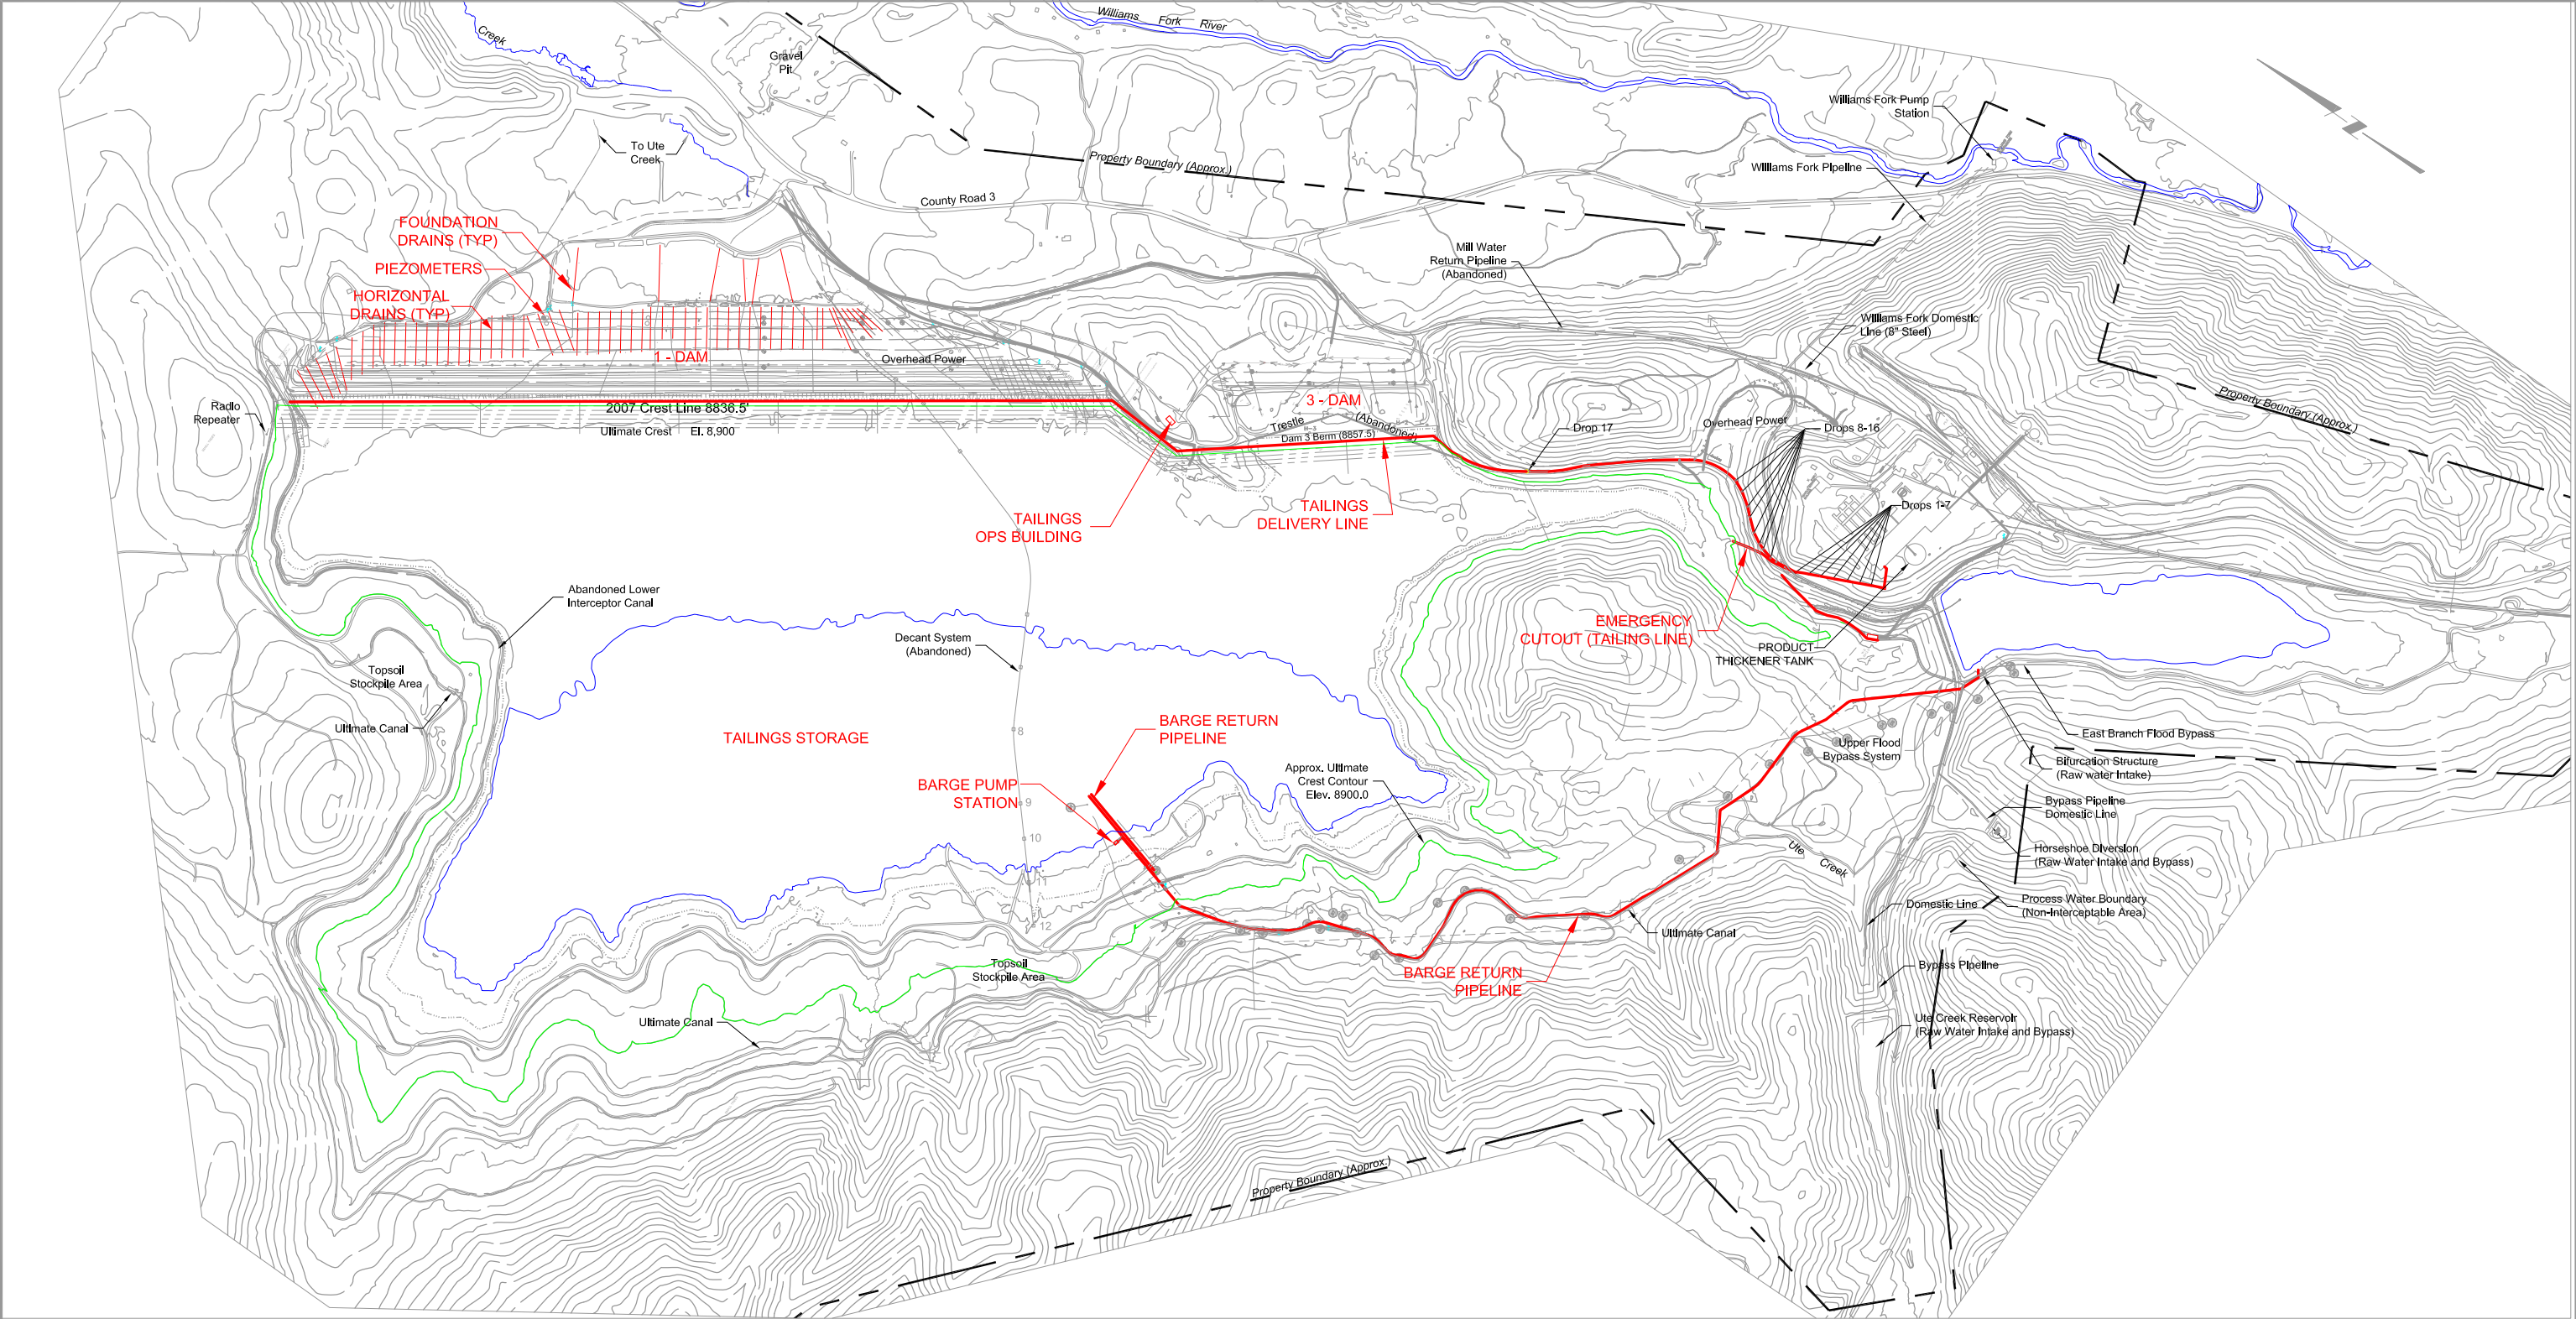 Creek
Williams Fork River
Gravel
Pit
Williams Fork Pump
Station
To Ute
Creek
Property Boundary (Approx.)
Williams Fork Pipeline
County Road 3
FOUNDATION
DRAINS (TYP)
PIEZOMETERS
HORIZONTAL
DRAINS (TYP)
Mill Water
Return Pipeline
(Abandoned)
Williams Fork Domestic
Line (8" Steel)
1 - DAM
Overhead Power
Radio
Repeater
2007 Crest Line 8836.5'
Ultimate Crest El. 8,900
3 - DAM
Trestle
(Abandoned)
Dam 3 Berm (8857.5)
Drop 17
Overhead Power
Drops 8-16
Property Boundary (Approx.)
Drops 1-7
TAILINGS
OPS BUILDING
TAILINGS
DELIVERY LINE
Abandoned Lower
Interceptor Canal
Decant System
(Abandoned)
EMERGENCY
CUTOUT (TAILING LINE)
PRODUCT
THICKENER TANK
Topsoil
Stockpile Area
Ultimate Canal
TAILINGS STORAGE
8
BARGE RETURN
PIPELINE
East Branch Flood Bypass
Upper Flood
Bypass System
Bifurcation Structure
(Raw water Intake)
BARGE PUMP
STATION
9
10
11
12
Approx. Ultimate
Crest Contour
Elev. 8900.0
Bypass Pipeline
Domestic Line
Ute Creek
Horseshoe Diversion
(Raw Water Intake and Bypass)
Domestic Line
Process Water Boundary
(Non-Interceptable Area)
Ultimate Canal
Topsoil
Stockpile Area
BARGE RETURN
PIPELINE
Bypass Pipeline
Ultimate Canal
Ute Creek Reservoir
(Raw Water Intake and Bypass)
Property Boundary (Approx.)